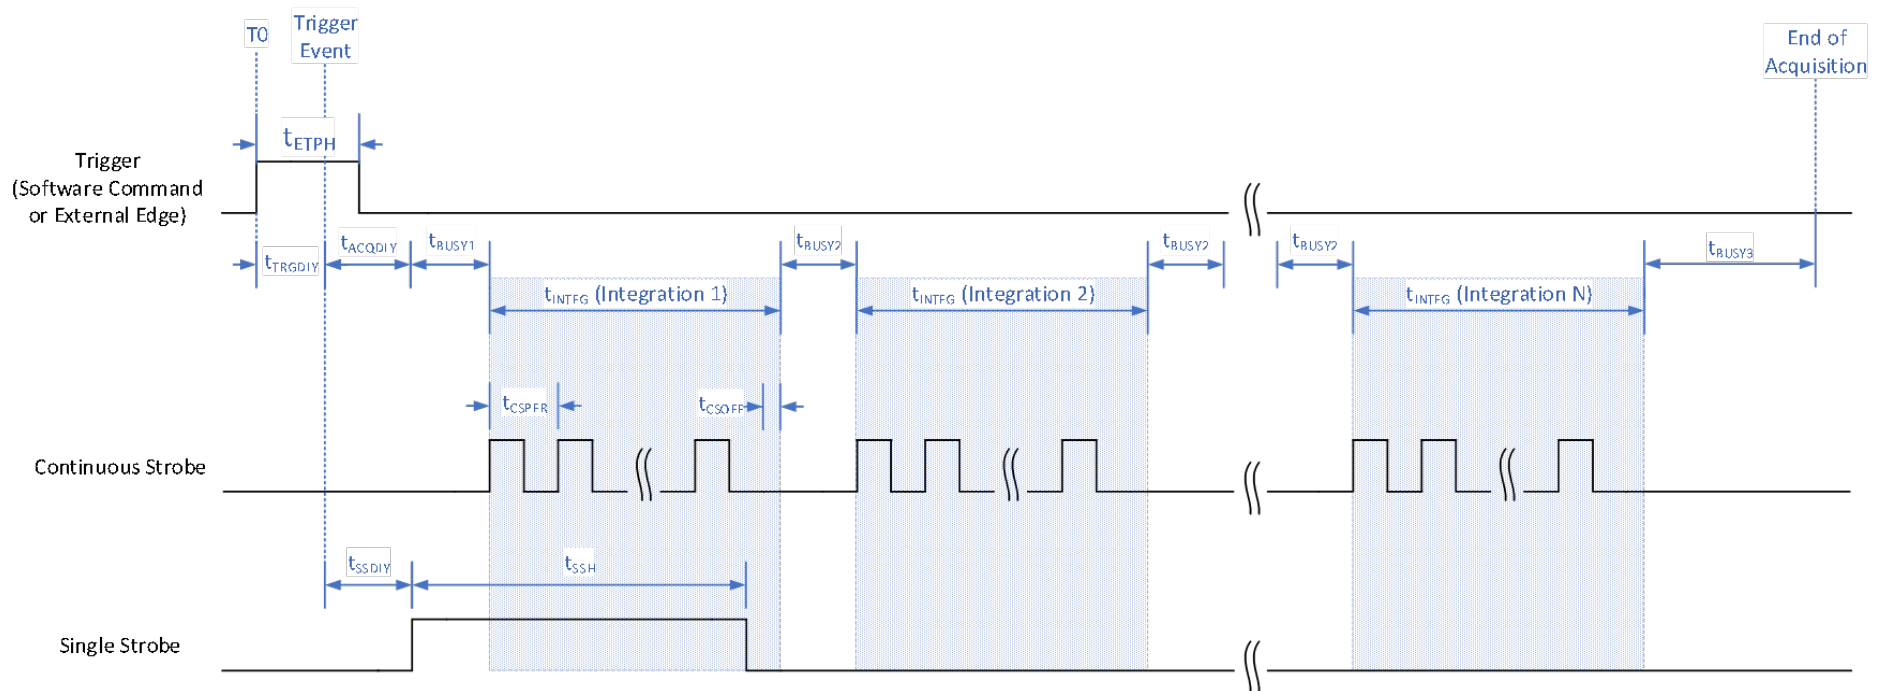 T0
Trigger
Event
End of
Acquisition
tETPH
Trigger
(Software Command
or External Edge)
tTRGDLY
tACQDLY
tBUSY1
tBUSY2
tBUSY2
tBUSY2
tBUSY3
tINTEG (Integration 1)
tINTEG (Integration 2)
tINTEG (Integration N)
tCSPER
tCSOFF
Continuous Strobe
tSSDLY
tSSH
Single Strobe